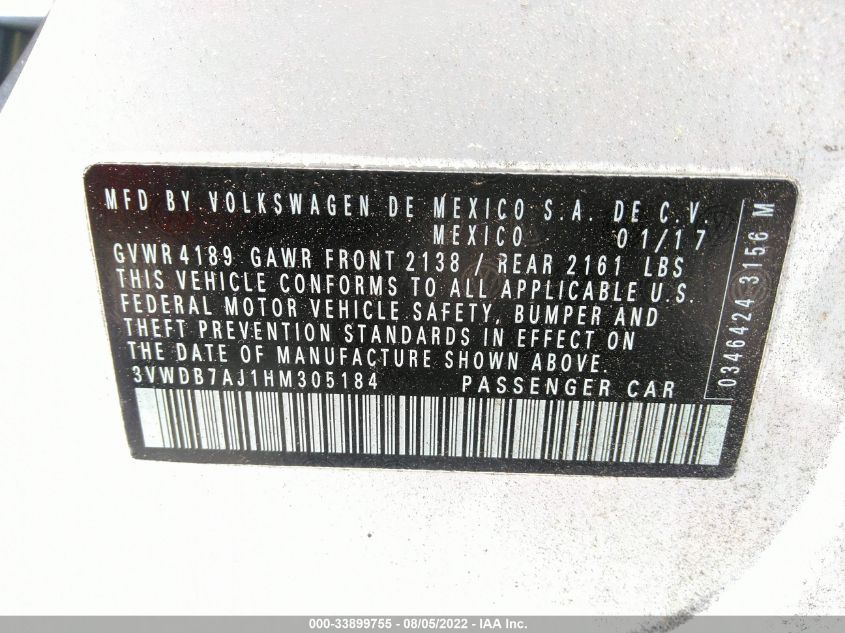 MFD BY VOLKSWAGEN DE MEXICO S.A. DE C.V.
MEXICO 01/17
GVWR 4189 GAWR FRONT 2138 / REAR 2161 LBS
THIS VEHICLE CONFORMS TO ALL APPLICABLE U.S.
FEDERAL MOTOR VEHICLE SAFETY, BUMPER AND
THEFT PREVENTION STANDARDS IN EFFECT ON
THE DATE OF MANUFACTURE SHOWN ABOVE.
3VWDB7AJ1HM305184 PASSENGER CAR
0346424 3156 M
000-33899755 - 08/05/2022 - IAA Inc.